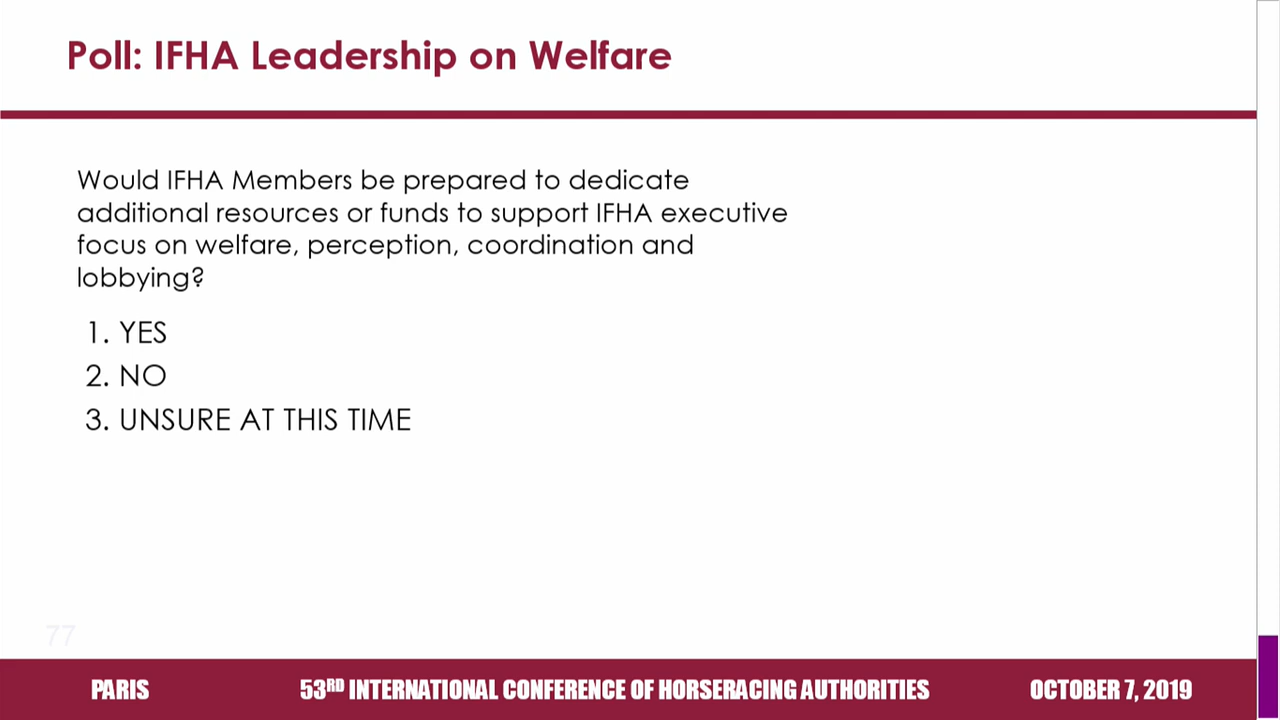 Poll: IFHA Leadership on Welfare
Would IFHA Members be prepared to dedicate
additional resources or funds to support IFHA executive
focus on welfare, perception, coordination and
lobbying?
1. YES
2. NO
3. UNSURE AT THIS TIME
77
PARIS 53RD INTERNATIONAL CONFERENCE OF HORSERACING AUTHORITIES OCTOBER 7, 2019